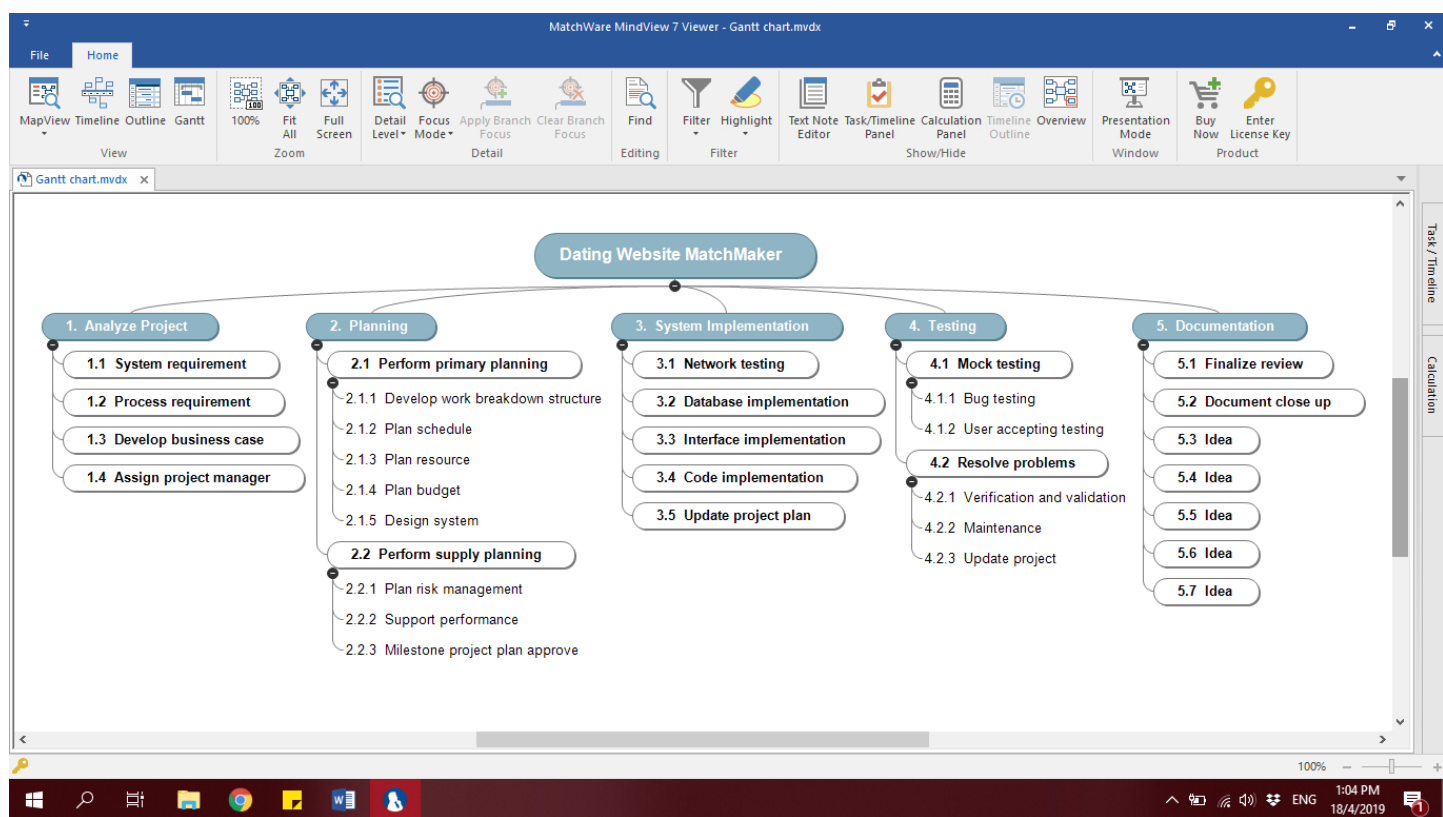 MatchWare MindView 7 Viewer - Gantt chart.mvdx
File Home
MapView Timeline Outline Gantt
View
100% Fit All Full Screen
Zoom
Detail Level Focus Mode Apply Branch Focus Clear Branch Focus
Detail
Find
Editing
Filter Highlight
Filter
Text Note Editor Task/Timeline Panel Calculation Panel Timeline Outline Overview
Show/Hide
Presentation Mode
Window
Buy Now Enter License Key
Product
100
Gantt chart.mvdx
Dating Website MatchMaker
1. Analyze Project
1.1 System requirement
1.2 Process requirement
1.3 Develop business case
1.4 Assign project manager
2. Planning
2.1 Perform primary planning
2.1.1 Develop work breakdown structure
2.1.2 Plan schedule
2.1.3 Plan resource
2.1.4 Plan budget
2.1.5 Design system
2.2 Perform supply planning
2.2.1 Plan risk management
2.2.2 Support performance
2.2.3 Milestone project plan approve
3. System Implementation
3.1 Network testing
3.2 Database implementation
3.3 Interface implementation
3.4 Code implementation
3.5 Update project plan
4. Testing
4.1 Mock testing
4.1.1 Bug testing
4.1.2 User accepting testing
4.2 Resolve problems
4.2.1 Verification and validation
4.2.2 Maintenance
4.2.3 Update project
5. Documentation
5.1 Finalize review
5.2 Document close up
5.3 Idea
5.4 Idea
5.5 Idea
5.6 Idea
5.7 Idea
Task / Timeline
Calculation
100%
W
ENG
1:04 PM
18/4/2019
1